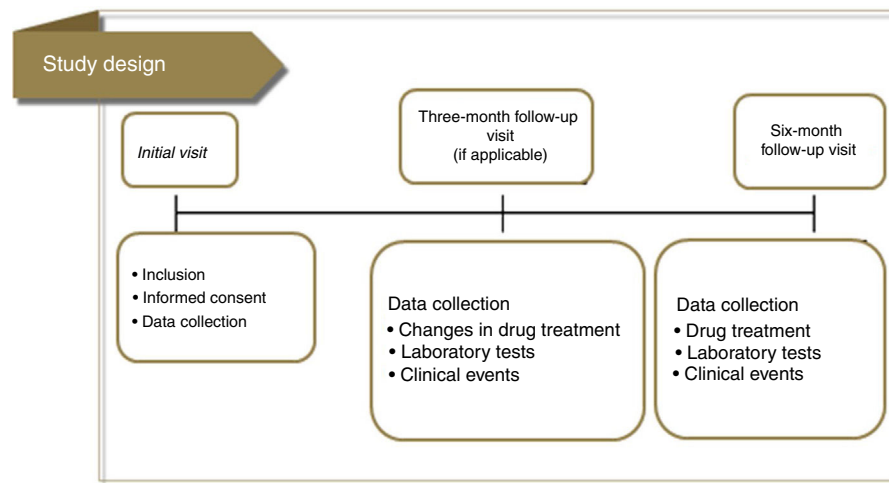 Study design
Initial visit
Three-month follow-up
visit
(if applicable)
Six-month
follow-up visit
• Inclusion
• Informed consent
• Data collection
Data collection
• Changes in drug treatment
• Laboratory tests
• Clinical events
Data collection
• Drug treatment
• Laboratory tests
• Clinical events